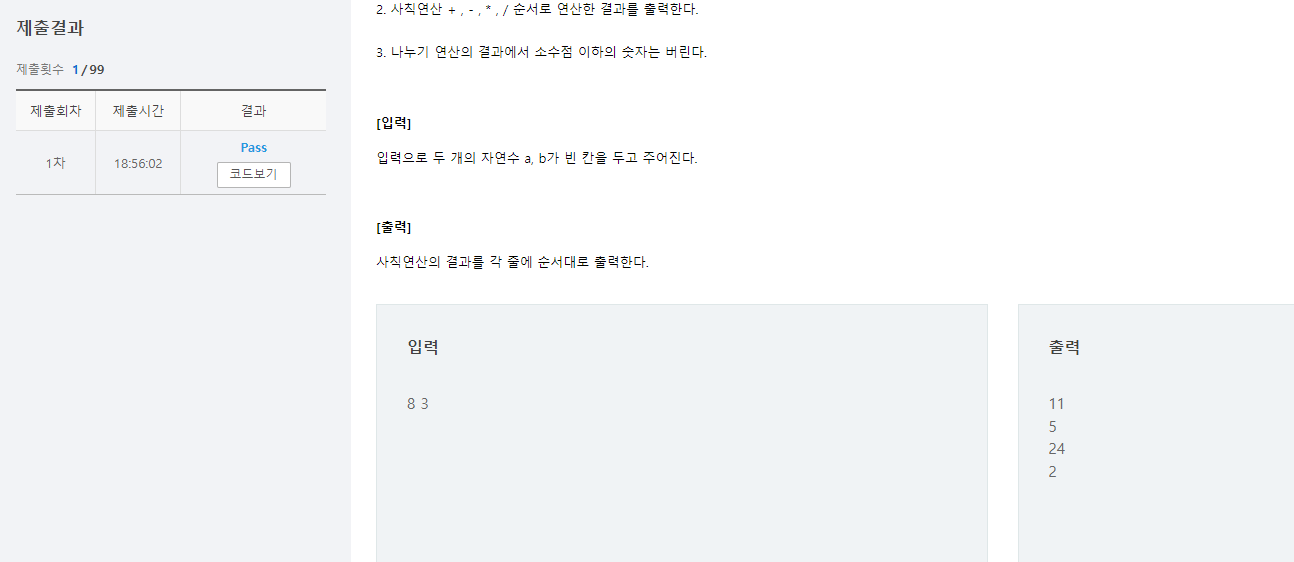 제출결과
제출횟수 1 / 99
제출회차 제출시간 결과
1차 18:56:02 Pass
코드보기
2. 사칙연산 + , - , * , / 순서로 연산한 결과를 출력한다.
3. 나누기 연산의 결과에서 소수점 이하의 숫자는 버린다.
[입력]
입력으로 두 개의 자연수 a, b가 빈 칸을 두고 주어진다.
[출력]
사칙연산의 결과를 각 줄에 순서대로 출력한다.
입력
8 3
출력
11
5
24
2